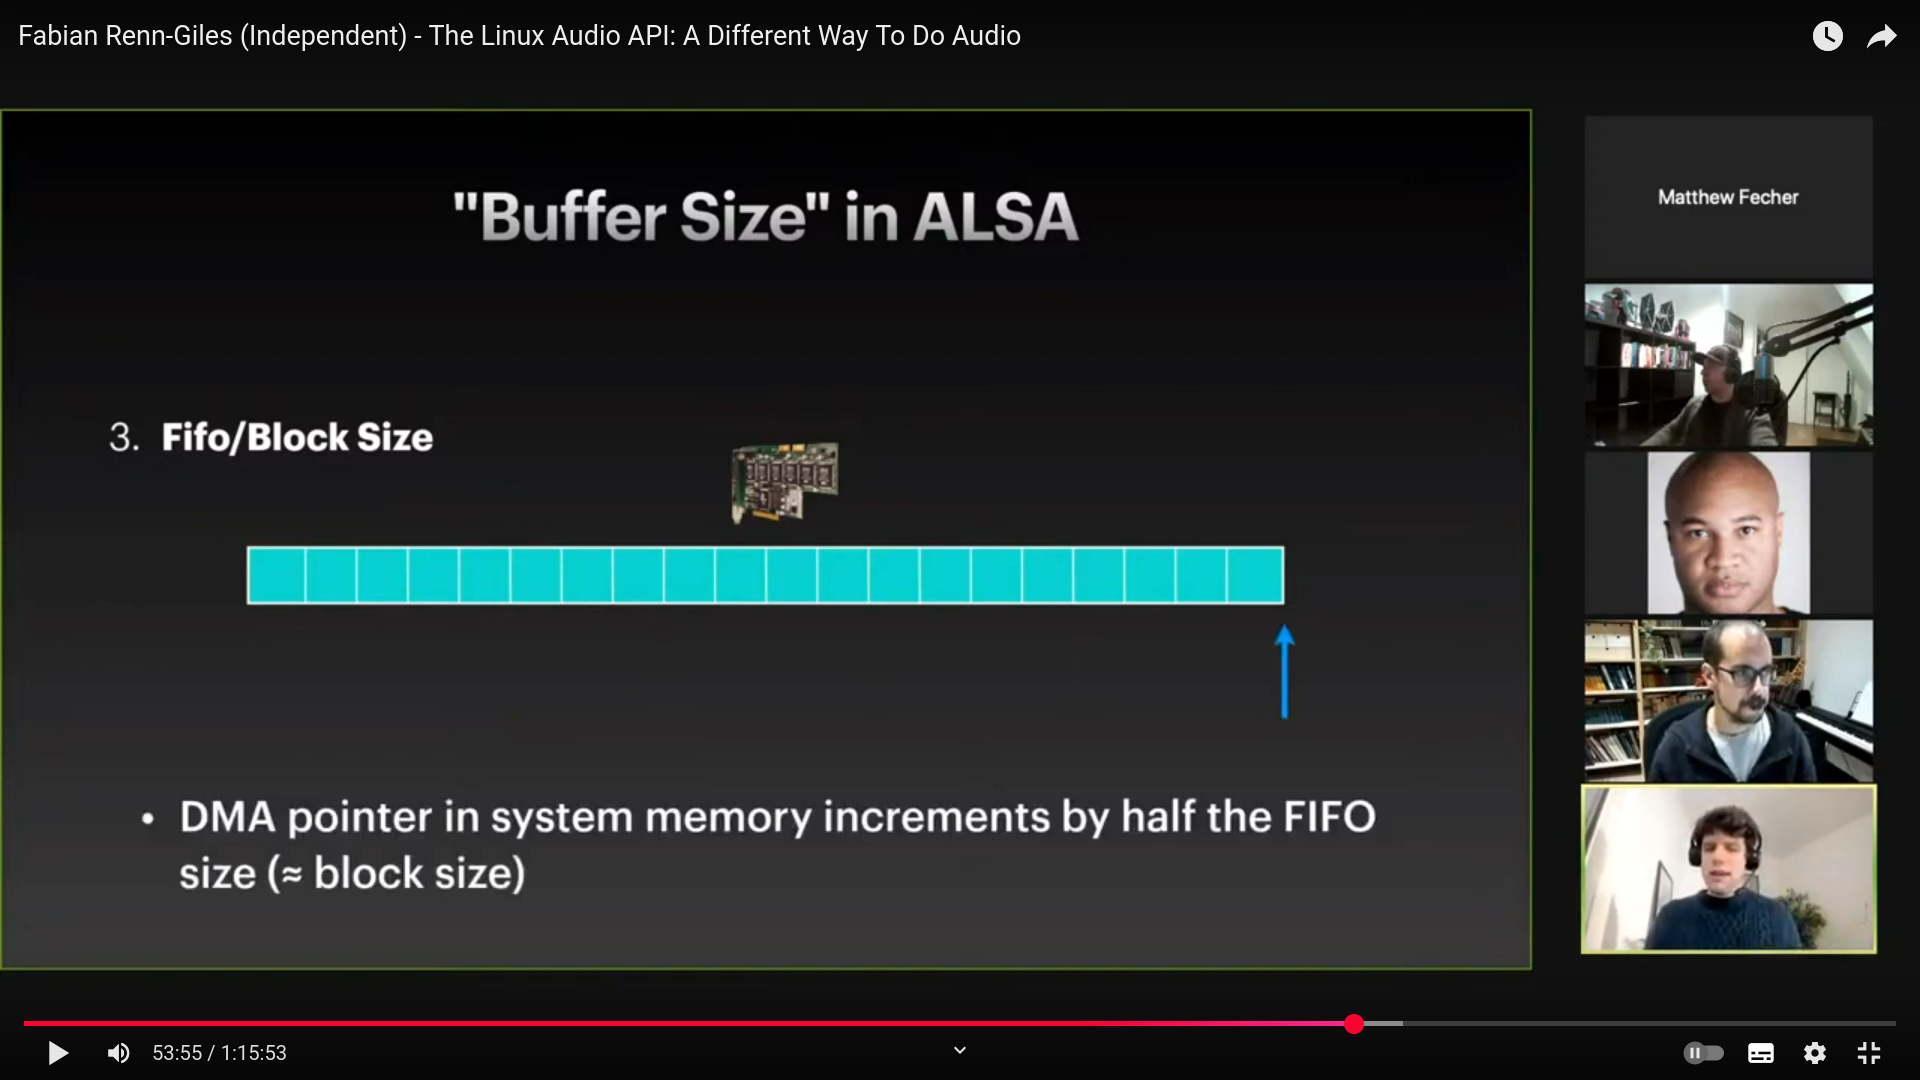 Fabian Renn-Giles (Independent) - The Linux Audio API: A Different Way To Do Audio
"Buffer Size" in ALSA
Matthew Fecher
3. Fifo/Block Size
• DMA pointer in system memory increments by half the FIFO
size (≈ block size)
53:55 / 1:15:53